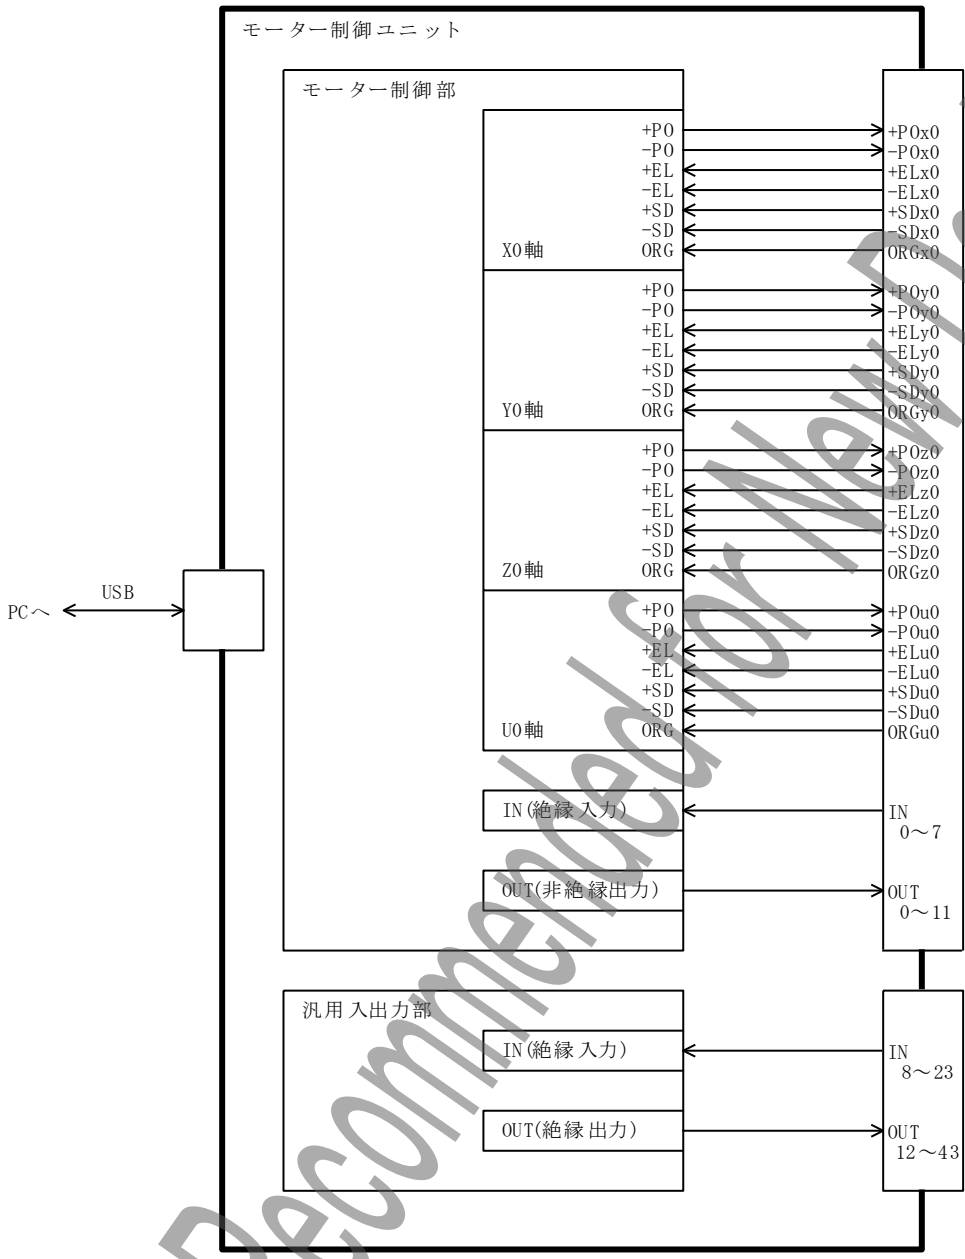 モーター制御ユニット
モーター制御部
+PO
-PO
+EL
-EL
+SD
-SD
X0軸 ORG
+POx0
-POx0
+ELx0
-ELx0
+SDx0
-SDx0
ORGx0
+PO
-PO
+EL
-EL
+SD
-SD
Y0軸 ORG
+POy0
-POy0
+ELy0
-ELy0
+SDy0
-SDy0
ORGy0
+PO
-PO
+EL
-EL
+SD
-SD
Z0軸 ORG
+POz0
-POz0
+ELz0
-ELz0
+SDz0
-SDz0
ORGz0
PCへ USB
+PO
-PO
+EL
-EL
+SD
-SD
U0軸 ORG
+POu0
-POu0
+ELu0
-ELu0
+SDu0
-SDu0
ORGu0
IN(絶縁入力)
IN
0～7
OUT(非絶縁出力)
OUT
0～11
汎用入出力部
IN(絶縁入力)
IN
8～23
OUT(絶縁出力)
OUT
12～43
Recommended for New